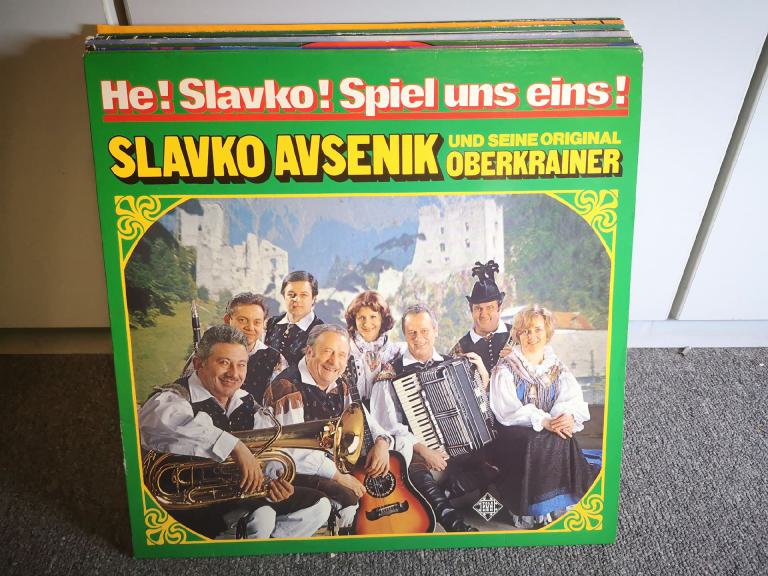 He! Slavko! Spiel uns eins!
SLAVKO AVSENIK UND SEINE ORIGINAL
OBERKRAINER